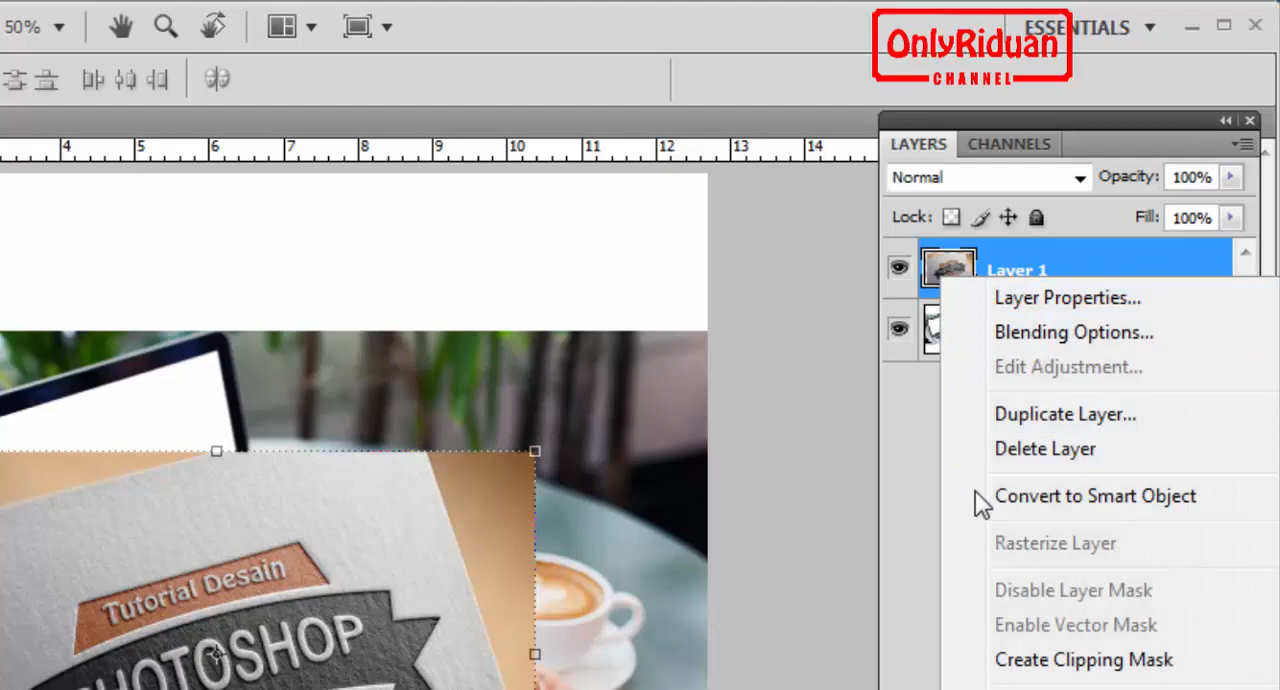 50%
ESSENTIALS
OnlyRiduan
CHANNEL
4 5 6 7 8 9 10 11 12 13 14
LAYERS CHANNELS
Normal Opacity: 100%
Lock: Fill: 100%
Layer 1
Layer Properties...
Blending Options...
Edit Adjustment...
Duplicate Layer...
Delete Layer
Convert to Smart Object
Rasterize Layer
Disable Layer Mask
Enable Vector Mask
Create Clipping Mask
Tutorial Desain
PHOTOSHOP